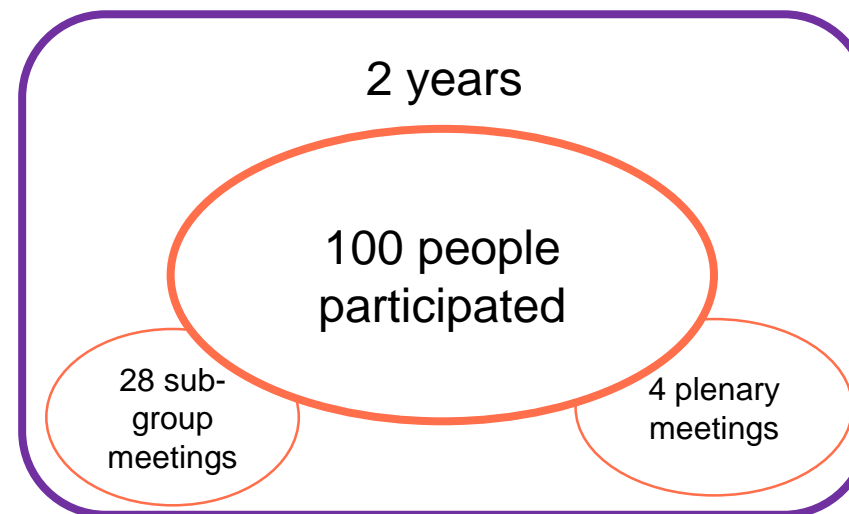 2 years
100 people
participated
28 sub-
group
meetings
4 plenary
meetings